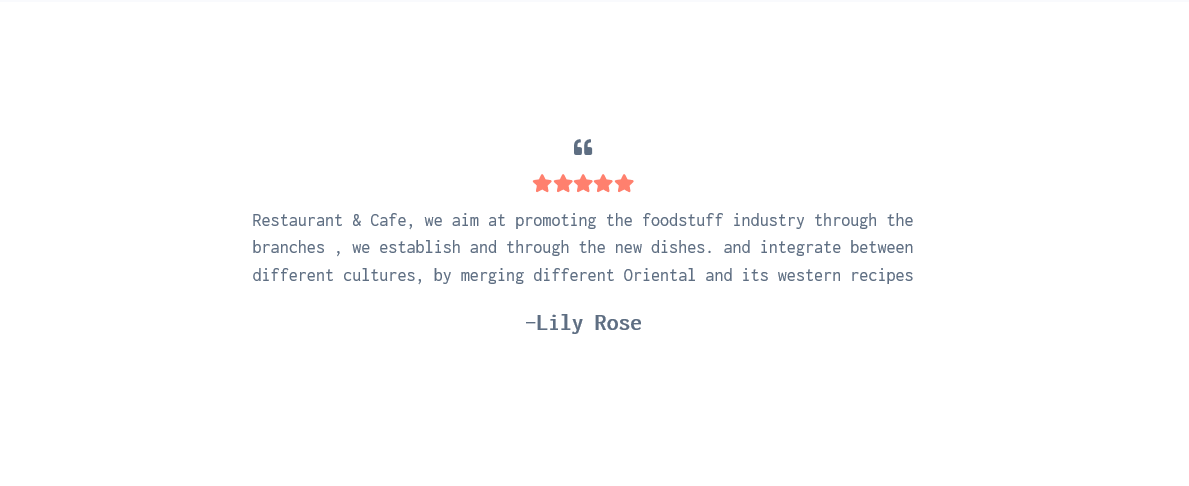 “
Restaurant & Cafe, we aim at promoting the foodstuff industry through the
branches , we establish and through the new dishes. and integrate between
different cultures, by merging different Oriental and its western recipes
—Lily Rose